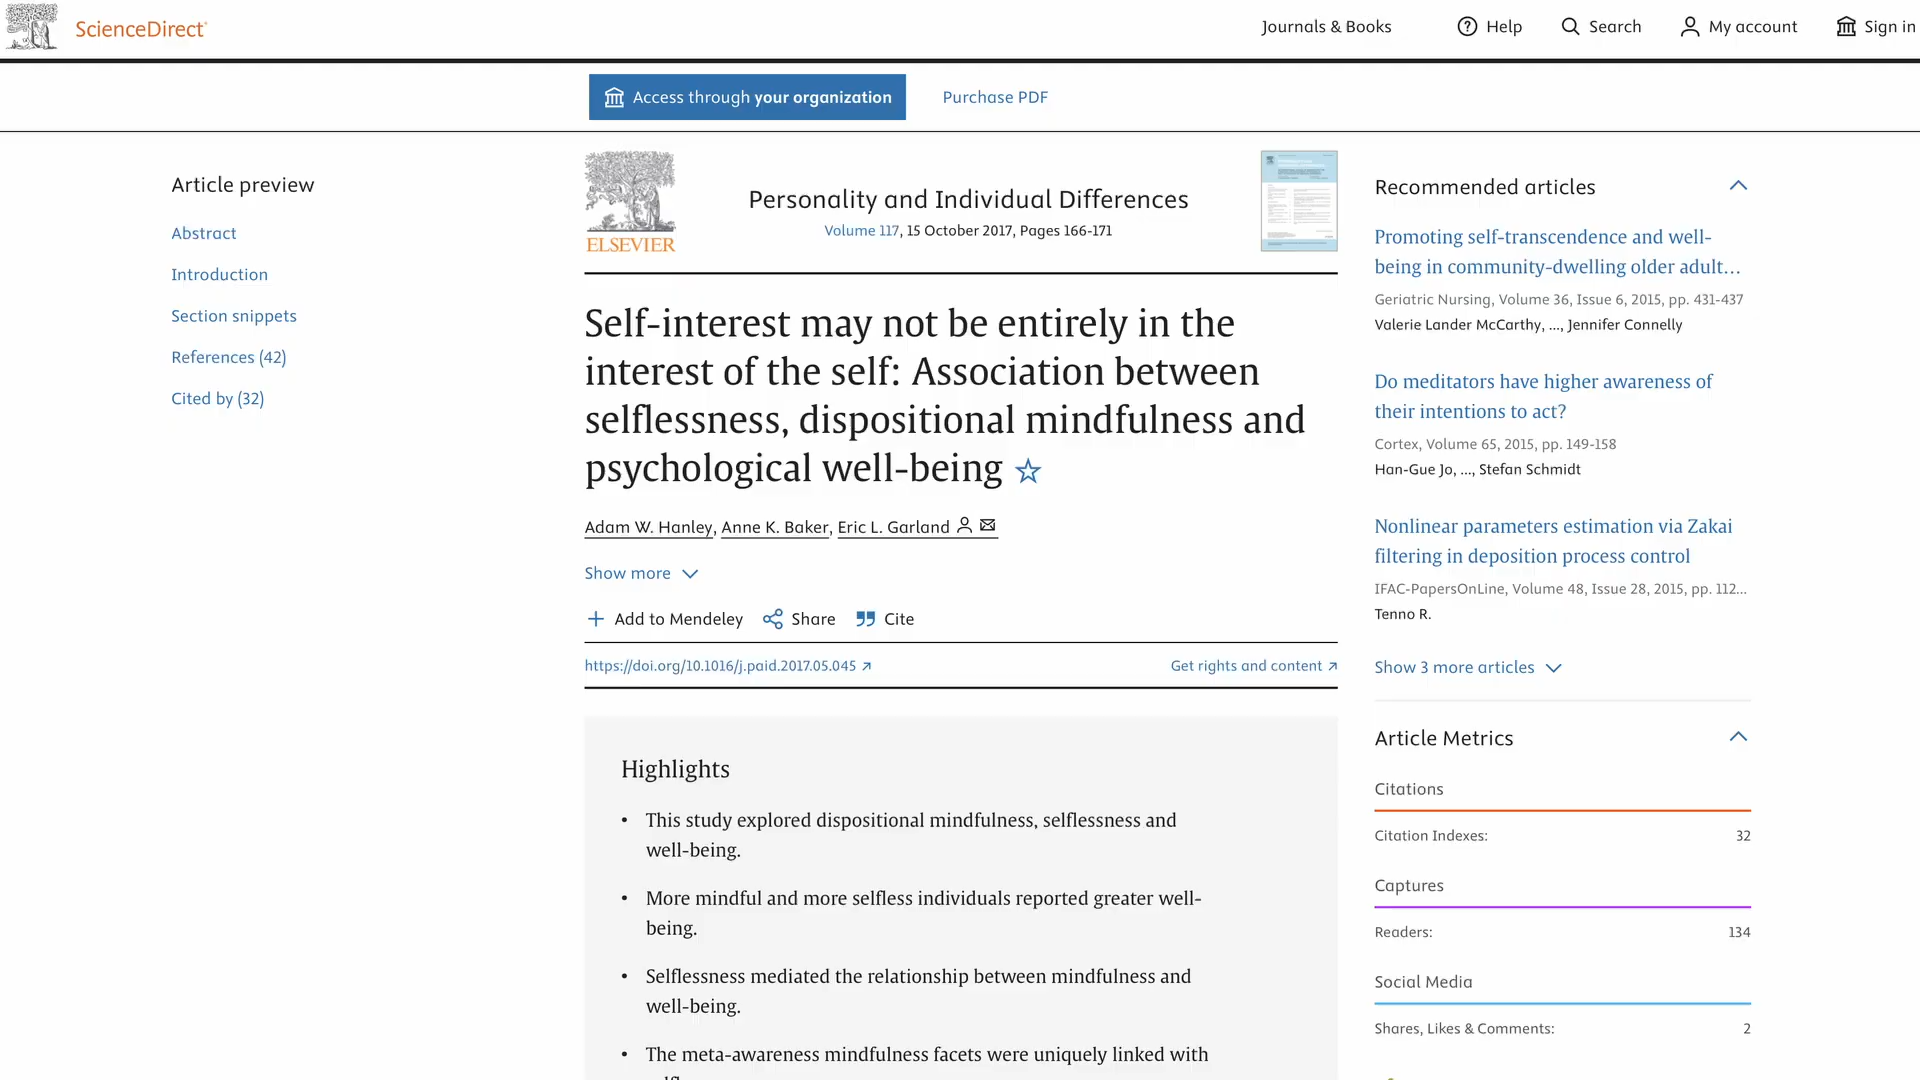 ScienceDirect
Journals & Books
Help
Search
My account
Sign in
Access through your organization
Purchase PDF
Article preview
Abstract
Introduction
Section snippets
References (42)
Cited by (32)
ELSEVIER
Personality and Individual Differences
Volume 117, 15 October 2017, Pages 166-171
Self-interest may not be entirely in the
interest of the self: Association between
selflessness, dispositional mindfulness and
psychological well-being
Adam W. Hanley, Anne K. Baker, Eric L. Garland
Show more
Add to Mendeley
Share
Cite
https://doi.org/10.1016/j.paid.2017.05.045
Get rights and content
Highlights
• This study explored dispositional mindfulness, selflessness and
well-being.
• More mindful and more selfless individuals reported greater well-
being.
• Selflessness mediated the relationship between mindfulness and
well-being.
• The meta-awareness mindfulness facets were uniquely linked with
Recommended articles
Promoting self-transcendence and well-
being in community-dwelling older adult...
Geriatric Nursing, Volume 36, Issue 6, 2015, pp. 431-437
Valerie Lander McCarthy, ..., Jennifer Connelly
Do meditators have higher awareness of
their intentions to act?
Cortex, Volume 65, 2015, pp. 149-158
Han-Gue Jo, ..., Stefan Schmidt
Nonlinear parameters estimation via Zakai
filtering in deposition process control
IFAC-PapersOnLine, Volume 48, Issue 28, 2015, pp. 112...
Tenno R.
Show 3 more articles
Article Metrics
Citations
Citation Indexes: 32
Captures
Readers: 134
Social Media
Shares, Likes & Comments: 2